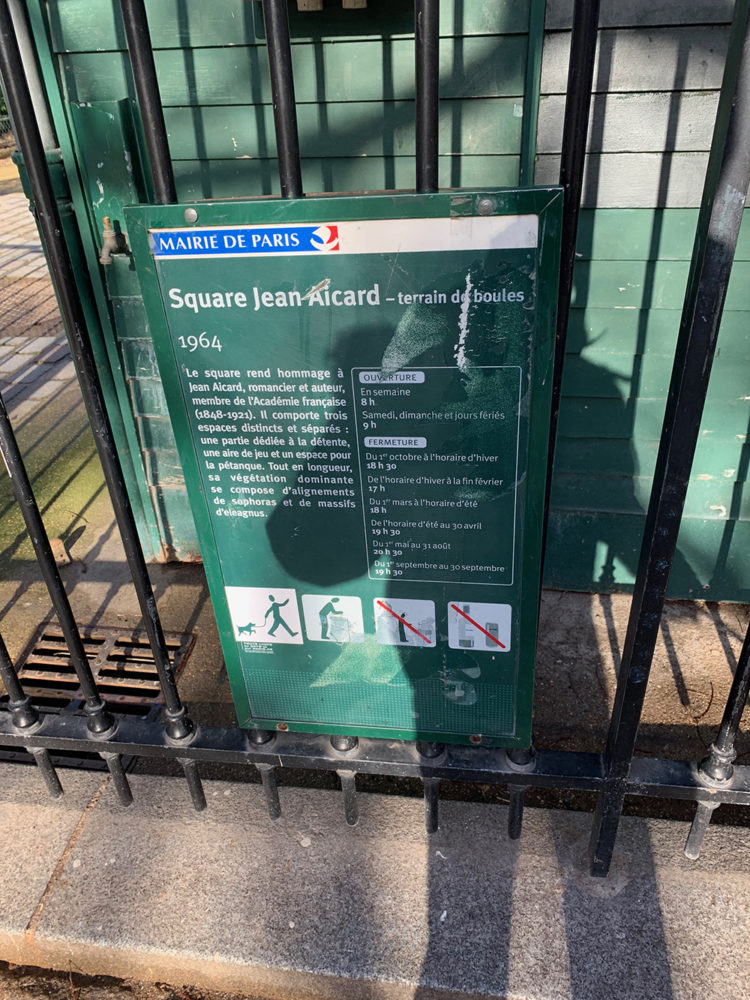 MAIRIE DE PARIS
Square Jean Aicard – terrain de boules
1964
Le square rend hommage à
Jean Aicard, romancier et auteur,
membre de l'Académie française
(1848-1921). Il comporte trois
espaces distincts et séparés :
une partie dédiée à la détente,
une aire de jeu et un espace pour
la pétanque. Tout en longueur,
sa végétation dominante
se compose d'alignements
de sophoras et de massifs
d'eleagnus.
OUVERTURE
En semaine
8 h
Samedi, dimanche et jours fériés
9 h
FERMETURE
Du 1er octobre à l'horaire d'hiver
18 h 30
De l'horaire d'hiver à la fin février
17 h
Du 1er mars à l'horaire d'été
18 h
De l'horaire d'été au 30 avril
19 h 30
Du 1er mai au 31 août
20 h 30
Du 1er septembre au 30 septembre
19 h 30